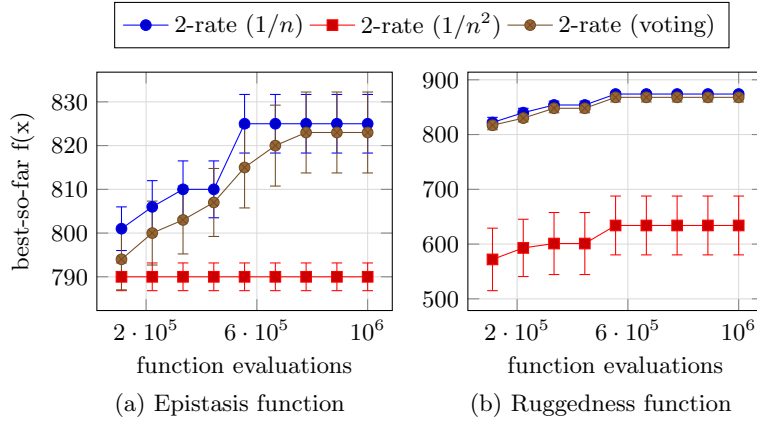 2-rate (1/n) 2-rate (1/n²) 2-rate (voting)
830
820
810
800
790
best-so-far f(x)
2 · 10⁵ 6 · 10⁵ 10⁶
function evaluations
(a) Epistasis function
900
800
700
600
500
2 · 10⁵ 6 · 10⁵ 10⁶
function evaluations
(b) Ruggedness function